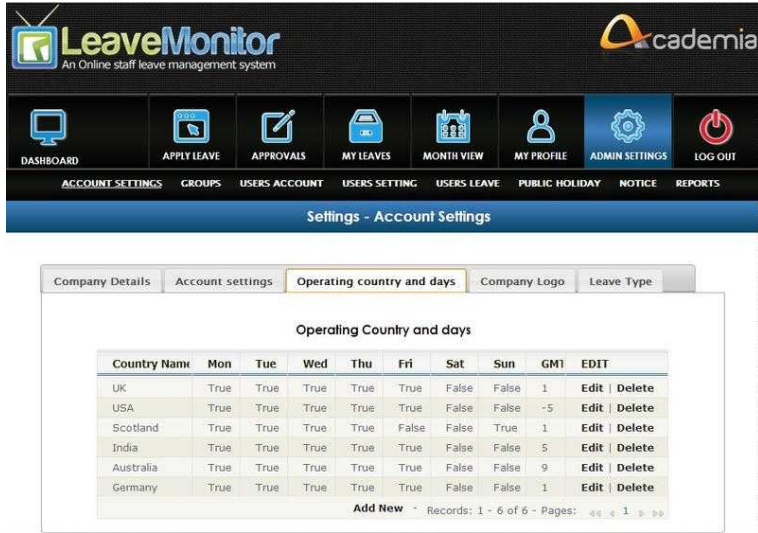 LeaveMonitor
An Online staff leave management system
Academia
DASHBOARD APPLY LEAVE APPROVALS MY LEAVES MONTH VIEW MY PROFILE ADMIN SETTINGS LOG OUT
ACCOUNT SETTINGS GROUPS USERS ACCOUNT USERS SETTING USERS LEAVE PUBLIC HOLIDAY NOTICE REPORTS
Settings - Account Settings
Company Details Account settings Operating country and days Company Logo Leave Type
Operating Country and days
Country Name Mon Tue Wed Thu Fri Sat Sun GMT EDIT
UK True True True True True False False 1 Edit | Delete
USA True True True True True False False -5 Edit | Delete
Scotland True True True True False False True 1 Edit | Delete
India True True True True True False False 5 Edit | Delete
Australia True True True True True False False 9 Edit | Delete
Germany True True True True True False False 1 Edit | Delete
Add New - Records: 1 - 6 of 6 - Pages: 1